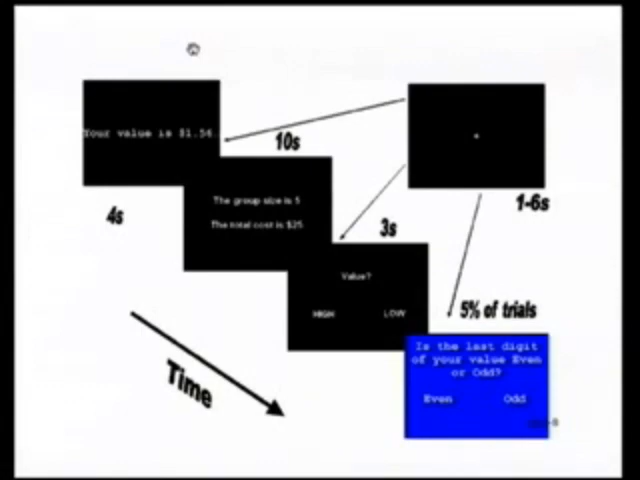 Your value is $1.56.
10s
4s
The group size is 5
The total cost is $25
1-6s
3s
Value?
HIGH LOW
5% of trials
Is the last digit
of your value Even
or Odd?
Even Odd
Time